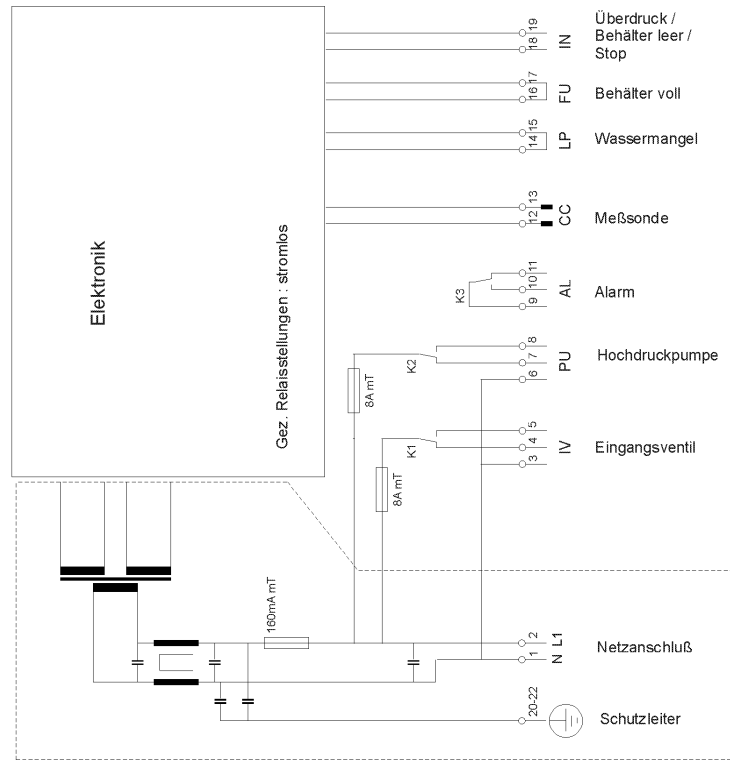 Elektronik
Gez. Relaisstellungen : stromlos
19
18
IN
Überdruck /
Behälter leer /
Stop
17
16
FU
Behälter voll
15
14
LP
Wassermangel
13
12
CC
Meßsonde
11
10
9
K3
AL
Alarm
8
7
6
K2
8A mT
PU
Hochdruckpumpe
5
4
3
K1
8A mT
IV
Eingangsventil
160mA mT
2
L1
1
N
Netzanschluß
20-22
Schutzleiter